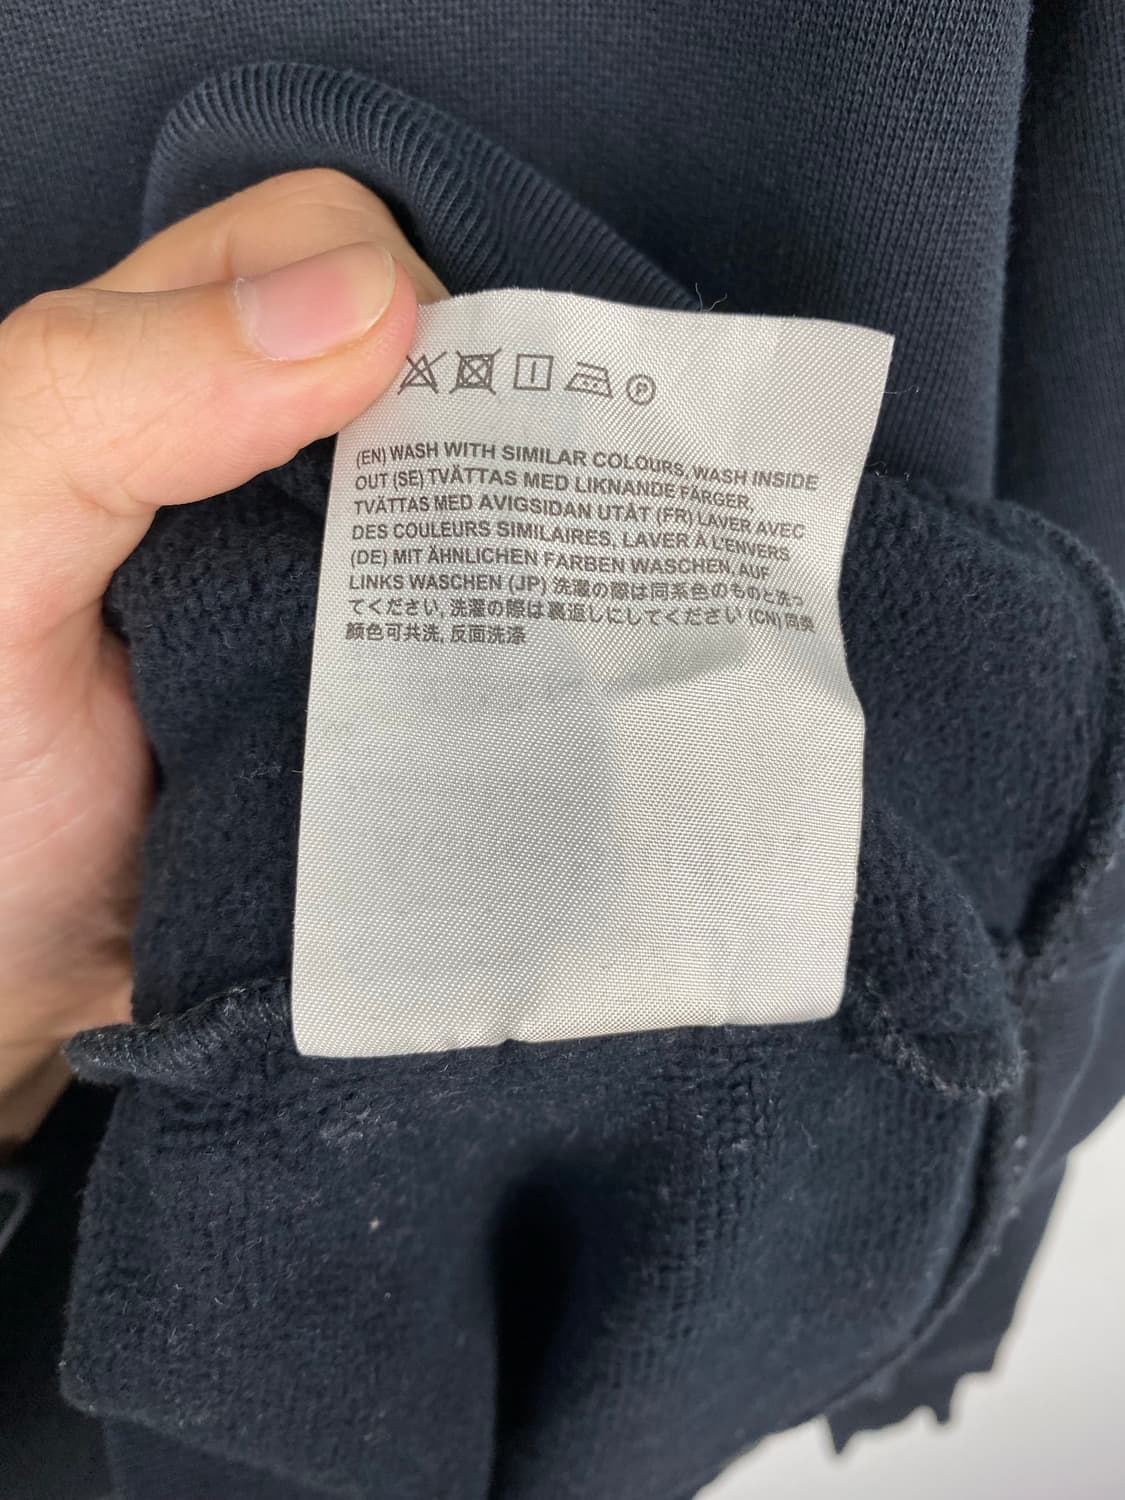 (EN) WASH WITH SIMILAR COLOURS, WASH INSIDE
OUT (SE) TVÄTTAS MED LIKNANDE FÄRGER,
TVÄTTAS MED AVIGSIDAN UTÅT (FR) LAVER AVEC
DES COULEURS SIMILAIRES, LAVER À L'ENVERS
(DE) MIT ÄHNLICHEN FARBEN WASCHEN, AUF
LINKS WASCHEN (JP) 洗濯の際は同系色のものと洗っ
てください, 洗濯の際は裏返しにしてください (CN) 同类
颜色可共洗, 反面洗涤
P